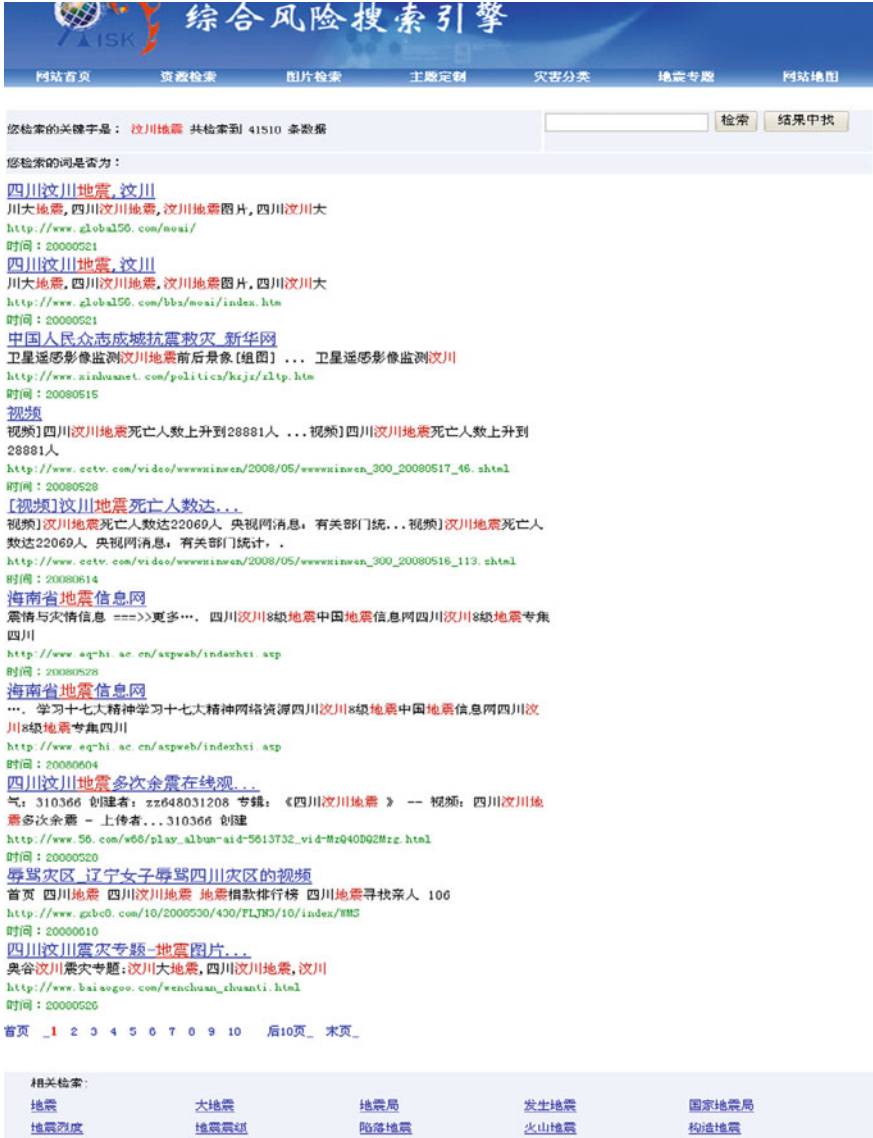 RISK
综合风险搜索引擎
网站首页 资源检索 图片检索 主题定制 灾害分类 地震专题 网站地图
您检索的关键字是： 汶川地震 共检索到 41510 条数据 检索 结果中找
您检索的词是否为：
四川汶川地震,汶川
川大地震,四川汶川地震,汶川地震图片,四川汶川大
http://www.global56.com/moai/
时间：20080521
四川汶川地震,汶川
川大地震,四川汶川地震,汶川地震图片,四川汶川大
http://www.global56.com/bbs/moai/index.htm
时间：20080521
中国人民众志成城抗震救灾_新华网
卫星遥感影像监测汶川地震前后景象[组图] ... 卫星遥感影像监测汶川
http://www.xinhuanet.com/politics/kzjz/zltp.htm
时间：20080515
视频
视频]四川汶川地震死亡人数上升到28881人 ...视频]四川汶川地震死亡人数上升到
28881人
http://www.cctv.com/video/wwwwxinwen/2008/05/wwwwxinwen_300_20080517_46.shtml
时间：20080528
[视频]汶川地震死亡人数达...
视频]汶川地震死亡人数达22069人 央视网消息：有关部门统...视频]汶川地震死亡人
数达22069人 央视网消息：有关部门统计，.
http://www.cctv.com/video/wwwwxinwen/2008/05/wwwwxinwen_300_20080516_113.shtml
时间：20080614
海南省地震信息网
震情与灾情信息 ===>>更多…. 四川汶川8级地震中国地震信息网四川汶川8级地震专集
四川
http://www.eq-hi.ac.cn/aspweb/indexhsi.asp
时间：20080528
海南省地震信息网
…. 学习十七大精神学习十七大精神网络资源四川汶川8级地震中国地震信息网四川汶
川8级地震专集四川
http://www.eq-hi.ac.cn/aspweb/indexhsi.asp
时间：20080604
四川汶川地震多次余震在线观...
气：310366 创建者：zz648031208 专辑：《四川汶川地震 》 -- 视频：四川汶川地
震多次余震 - 上传者...310366 创建
http://www.56.com/w68/play_album-aid-5613732_vid-MzQ4ODQ2Mzg.html
时间：20080520
辱骂灾区_辽宁女子辱骂四川灾区的视频
首页 四川地震 四川汶川地震 地震捐款排行榜 四川地震寻找亲人 106
时间：20080610
四川汶川震灾专题-地震图片...
奥谷汶川震灾专题:汶川大地震,四川汶川地震,汶川
http://www.baiaogoo.com/wenchuan_zhuanti.html
时间：20080526
首页 _1 2 3 4 5 6 7 8 9 10 后10页_ 末页_
相关检索:
地震 大地震 地震局 发生地震 国家地震局
地震烈度 地震震级 陷落地震 火山地震 构造地震